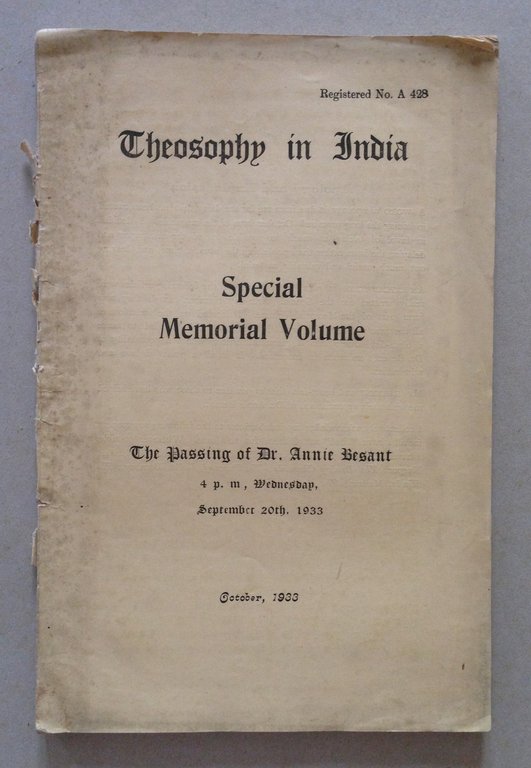 Registered No. A 428
Theosophy in India
Special
Memorial Volume
The Passing of Dr. Annie Besant
4 p. m, Wednesday,
September 20th. 1933
October, 1933